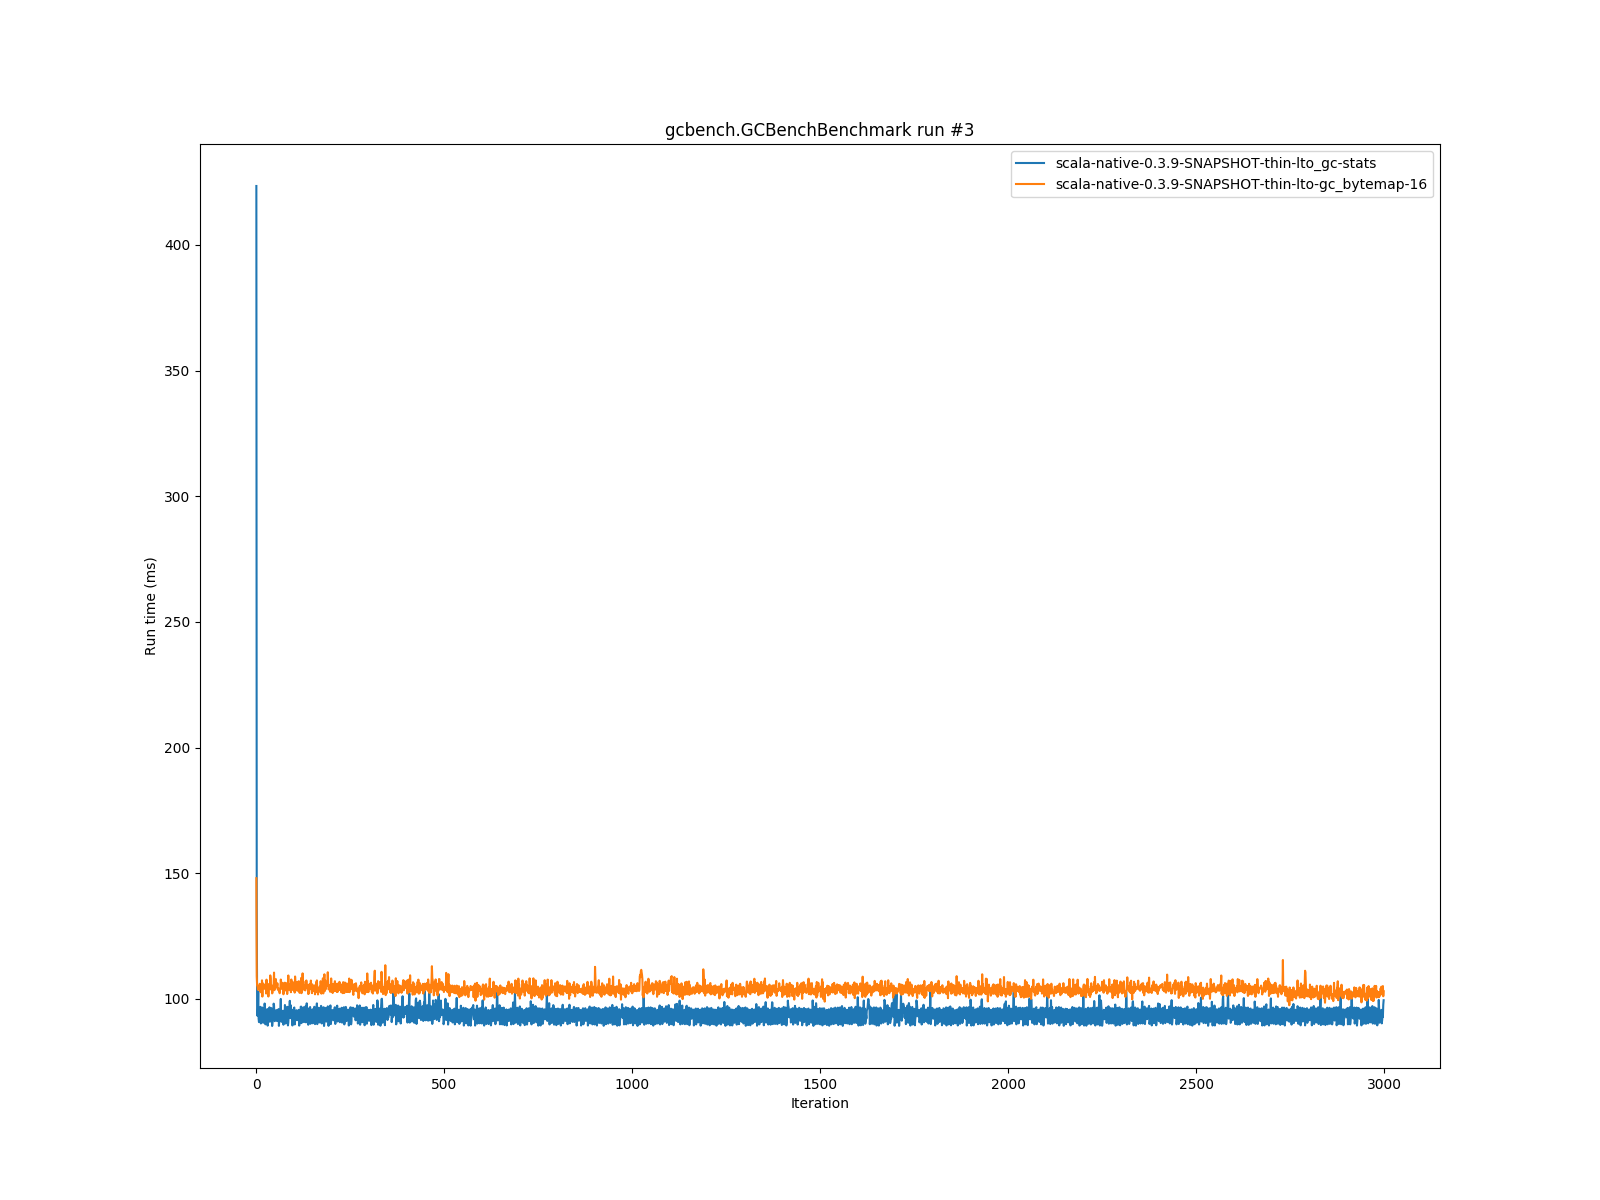 gcbench.GCBenchBenchmark run #3
scala-native-0.3.9-SNAPSHOT-thin-lto_gc-stats
scala-native-0.3.9-SNAPSHOT-thin-lto-gc_bytemap-16
400
350
300
250
200
150
100
Run time (ms)
0 500 1000 1500 2000 2500 3000
Iteration